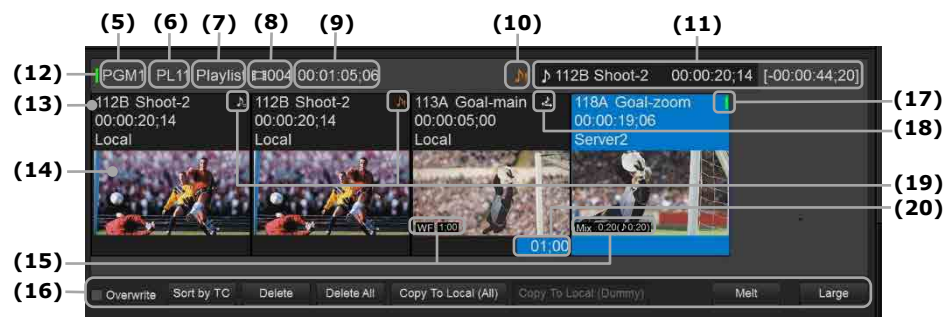 (5) (6) (7) (8) (9) (10) (11)
(12) PGM1 PL11 Playlist 004 00:01:05;06 ♪ 112B Shoot-2 00:00:20;14 [-00:00:44;20]
(13) 112B Shoot-2 112B Shoot-2 113A Goal-main 118A Goal-zoom (17)
00:00:20;14 00:00:20;14 00:00:05;00 00:00:19;06 (18)
Local Local Local Server2
(14) (19)
(20)
WF 1:00 Mix 0:20(♪0:20)
(15) 01;00
(16) Overwrite Sort by TC Delete Delete All Copy To Local (All) Copy To Local (Dummy) Melt Large